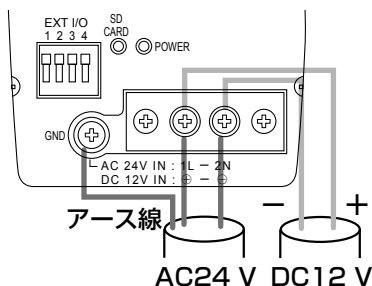 EXT I/O
1 2 3 4
SD
CARD
POWER
GND
AC 24V IN : 1L － 2N
DC 12V IN : ⊕ － ⊖
アース線
－ ＋
AC24 V DC12 V